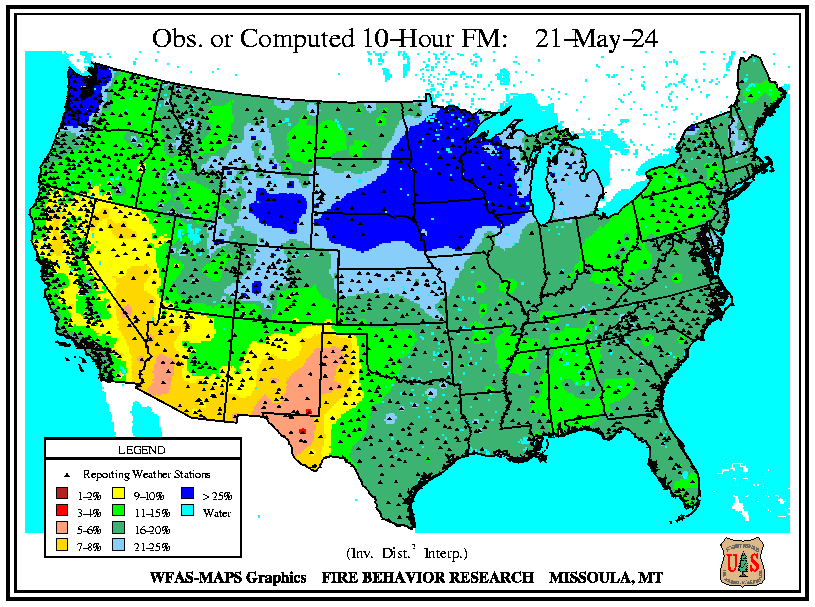 Obs. or Computed 10-Hour FM: 21-May-24
LEGEND
Reporting Weather Stations
1-2%
3-4%
5-6%
7-8%
9-10%
11-15%
16-20%
21-25%
> 25%
Water
(Inv. Dist.² Interp.)
WFAS-MAPS Graphics FIRE BEHAVIOR RESEARCH MISSOULA, MT
U S